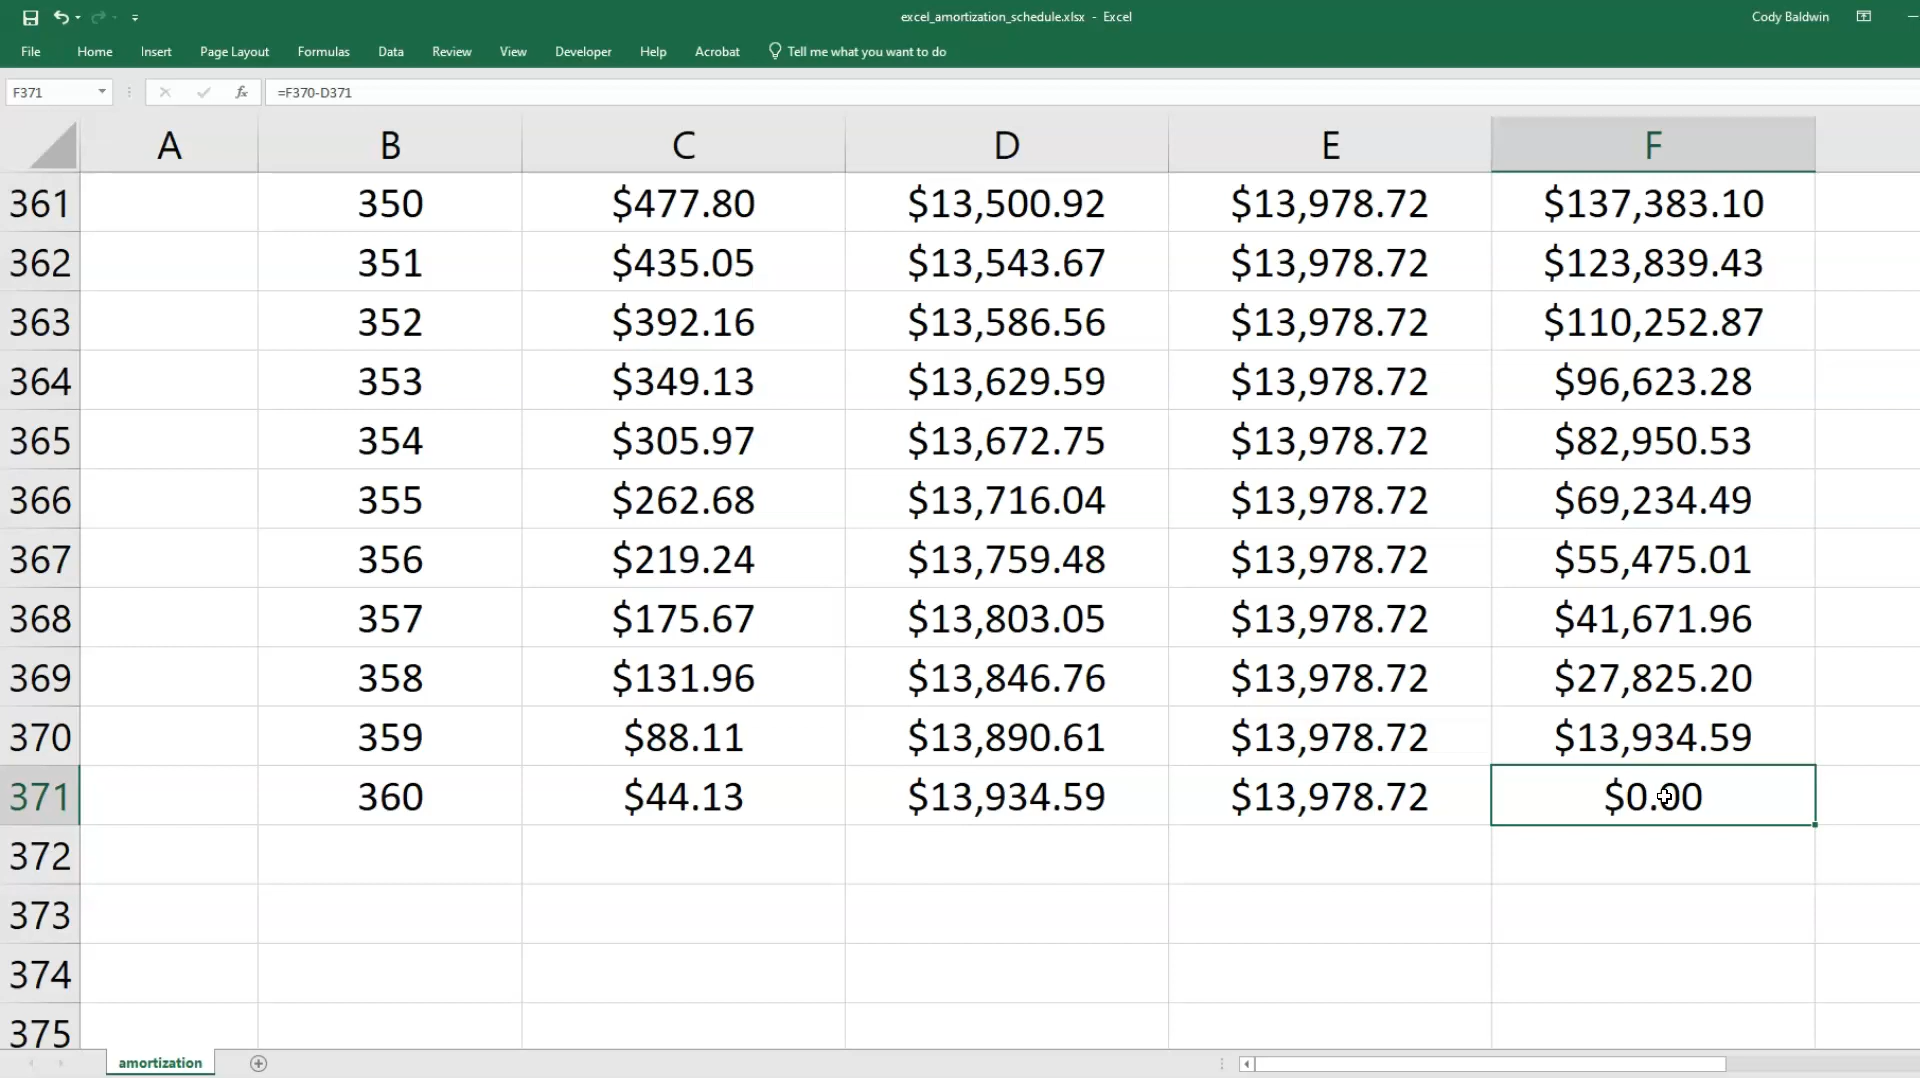 excel_amortization_schedule.xlsx - Excel
Cody Baldwin
File Home Insert Page Layout Formulas Data Review View Developer Help Acrobat Tell me what you want to do
F371 fx =F370-D371
A B C D E F
361 350 $477.80 $13,500.92 $13,978.72 $137,383.10
362 351 $435.05 $13,543.67 $13,978.72 $123,839.43
363 352 $392.16 $13,586.56 $13,978.72 $110,252.87
364 353 $349.13 $13,629.59 $13,978.72 $96,623.28
365 354 $305.97 $13,672.75 $13,978.72 $82,950.53
366 355 $262.68 $13,716.04 $13,978.72 $69,234.49
367 356 $219.24 $13,759.48 $13,978.72 $55,475.01
368 357 $175.67 $13,803.05 $13,978.72 $41,671.96
369 358 $131.96 $13,846.76 $13,978.72 $27,825.20
370 359 $88.11 $13,890.61 $13,978.72 $13,934.59
371 360 $44.13 $13,934.59 $13,978.72 $0.00
372
373
374
375
amortization